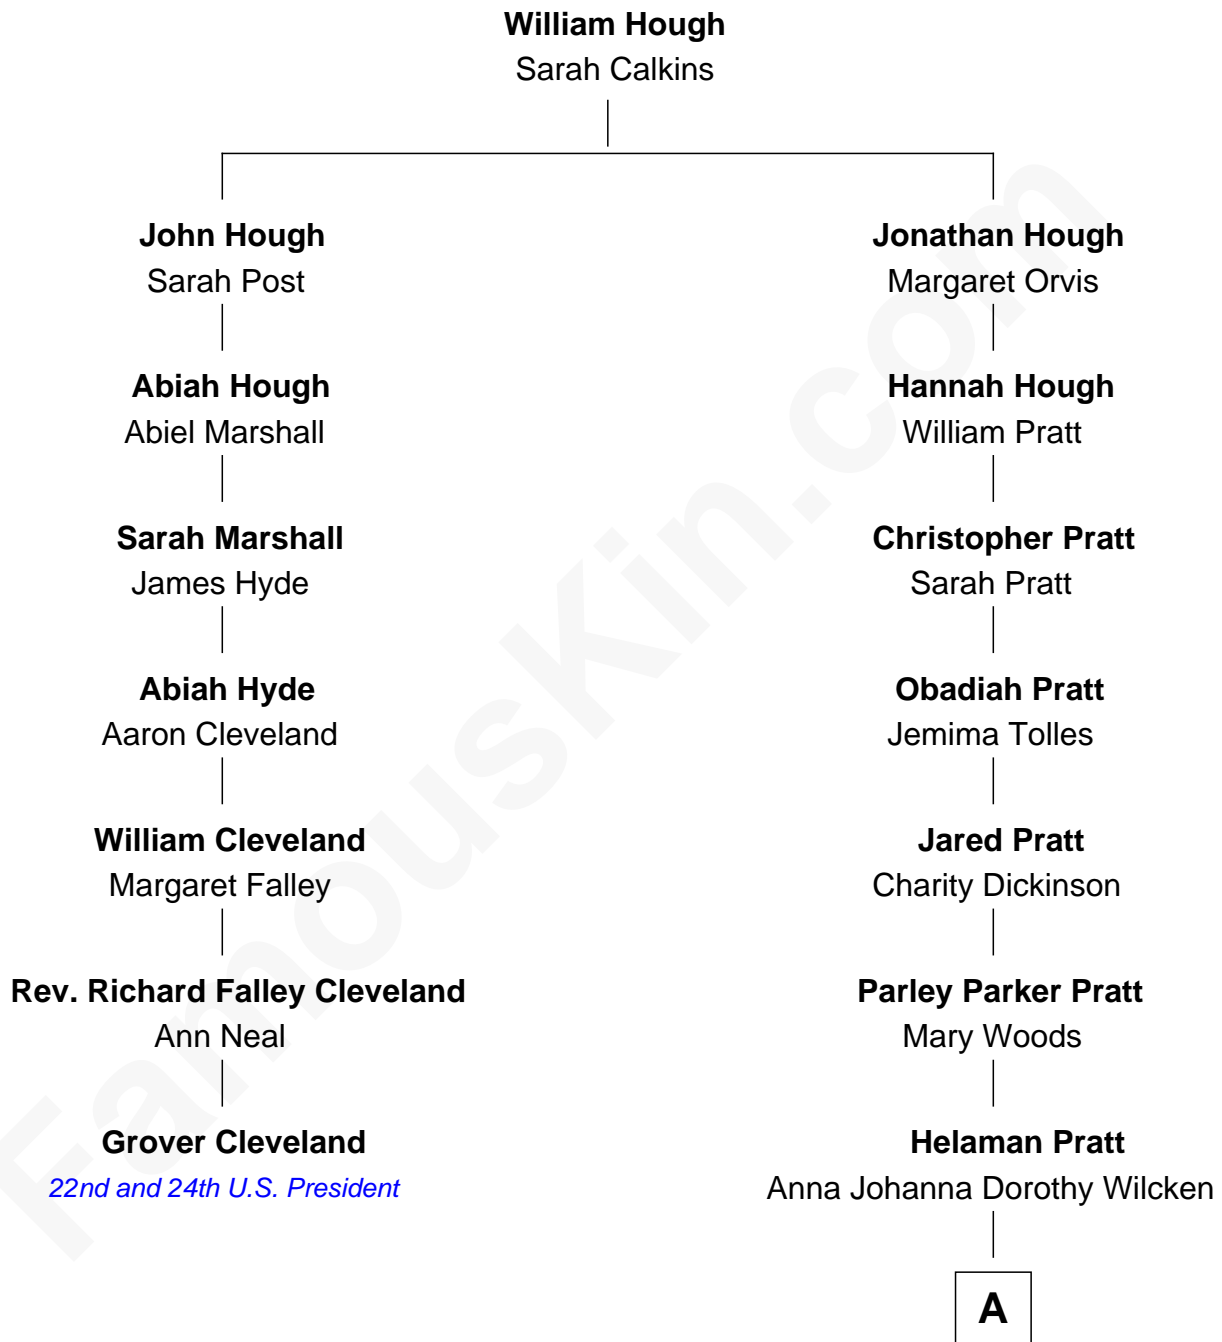 William Hough
Sarah Calkins
John Hough
Sarah Post
Jonathan Hough
Margaret Orvis
Abiah Hough
Abiel Marshall
Hannah Hough
William Pratt
Sarah Marshall
James Hyde
Christopher Pratt
Sarah Pratt
Abiah Hyde
Aaron Cleveland
Obadiah Pratt
Jemima Tolles
William Cleveland
Margaret Falley
Jared Pratt
Charity Dickinson
Rev. Richard Falley Cleveland
Ann Neal
Parley Parker Pratt
Mary Woods
Grover Cleveland
22nd and 24th U.S. President
Helaman Pratt
Anna Johanna Dorothy Wilcken
A
FamousKin.com